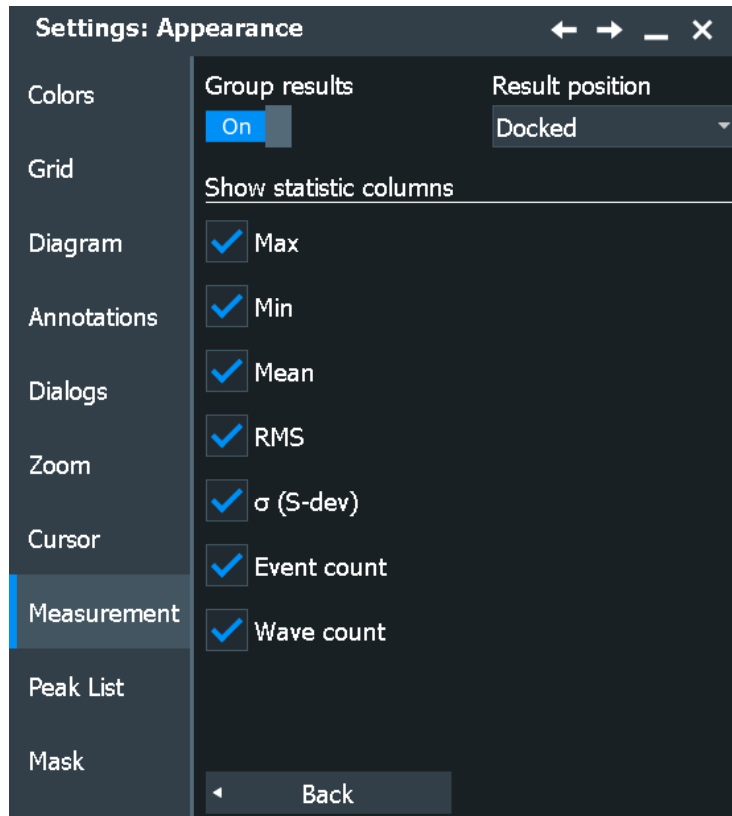 Settings: Appearance
Colors
Grid
Diagram
Annotations
Dialogs
Zoom
Cursor
Measurement
Peak List
Mask
Group results
On
Result position
Docked
Show statistic columns
Max
Min
Mean
RMS
σ (S-dev)
Event count
Wave count
Back